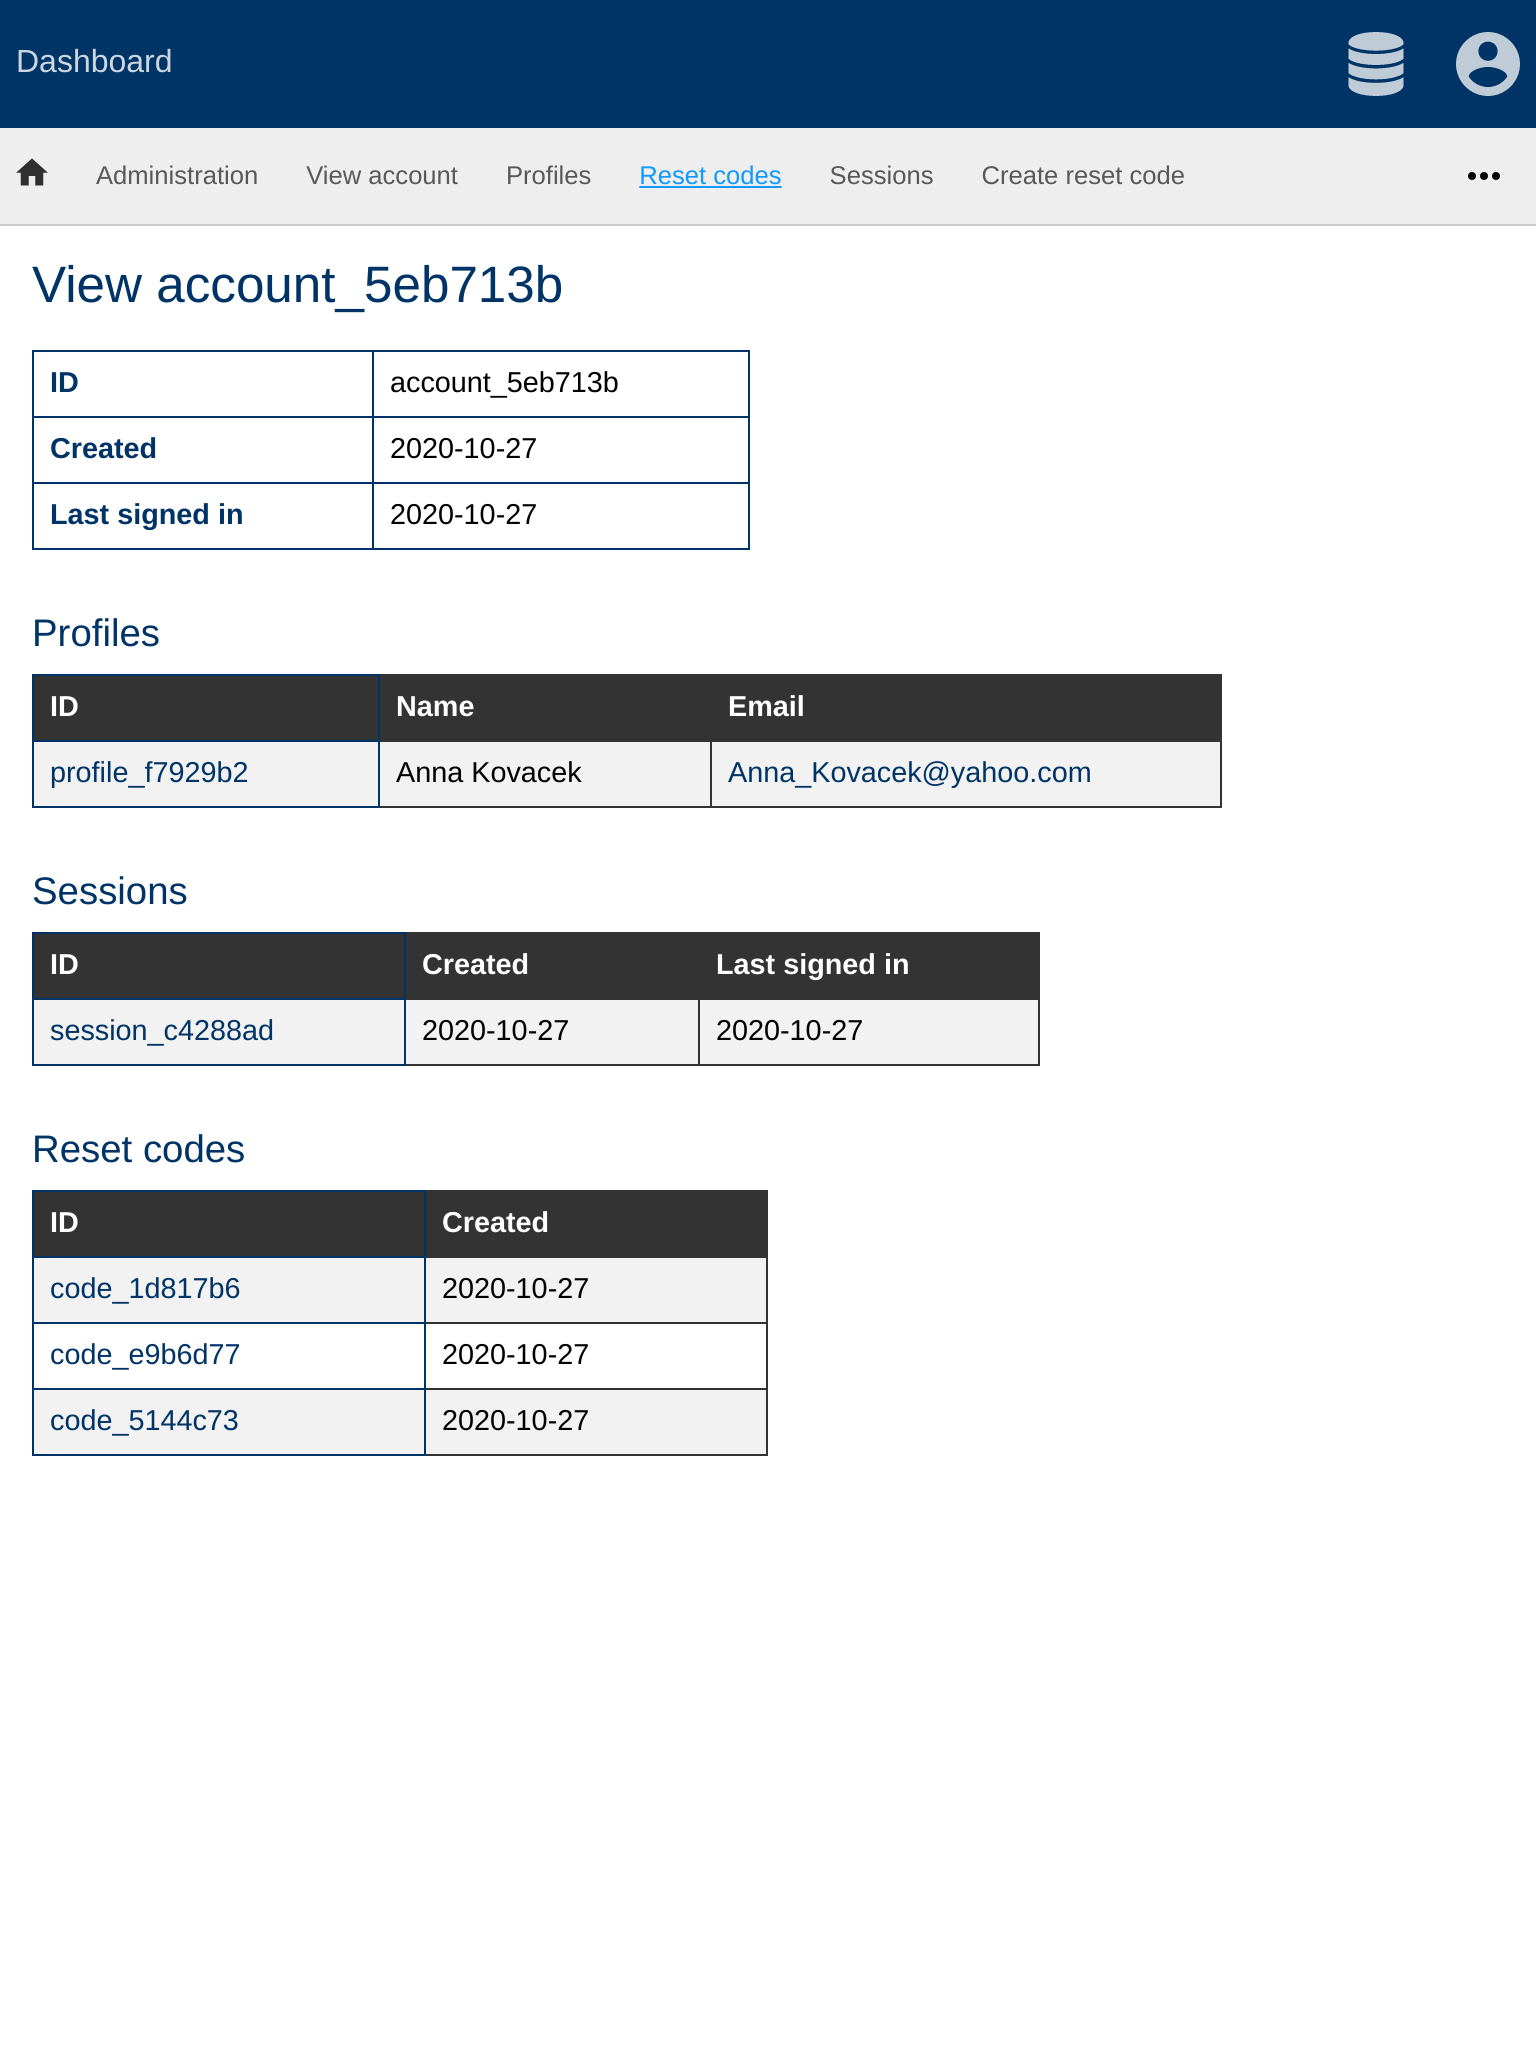 Dashboard
Administration View account Profiles Reset codes Sessions Create reset code
View account_5eb713b
ID account_5eb713b
Created 2020-10-27
Last signed in 2020-10-27
Profiles
ID Name Email
profile_f7929b2 Anna Kovacek Anna_Kovacek@yahoo.com
Sessions
ID Created Last signed in
session_c4288ad 2020-10-27 2020-10-27
Reset codes
ID Created
code_1d817b6 2020-10-27
code_e9b6d77 2020-10-27
code_5144c73 2020-10-27